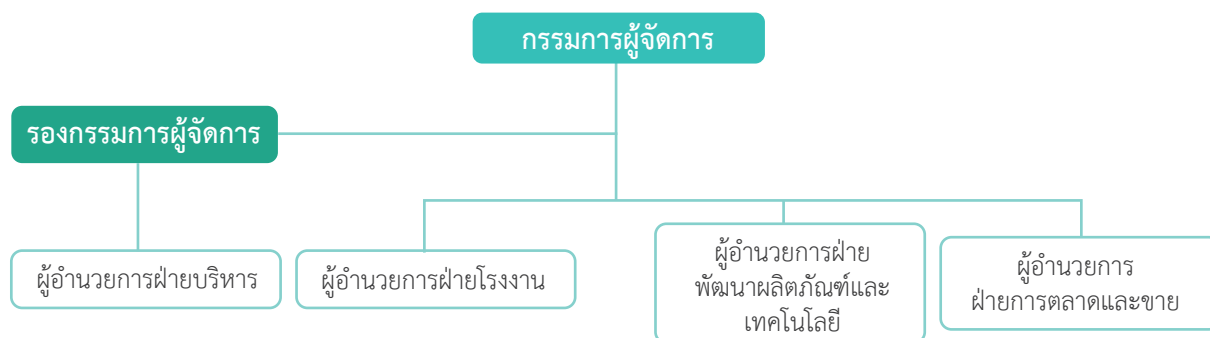 กรรมการผู้จัดการ
รองกรรมการผู้จัดการ
ผู้อำนวยการฝ่ายบริหาร
ผู้อำนวยการฝ่ายโรงงาน
ผู้อำนวยการฝ่าย
พัฒนาผลิตภัณฑ์และ
เทคโนโลยี
ผู้อำนวยการ
ฝ่ายการตลาดและขาย